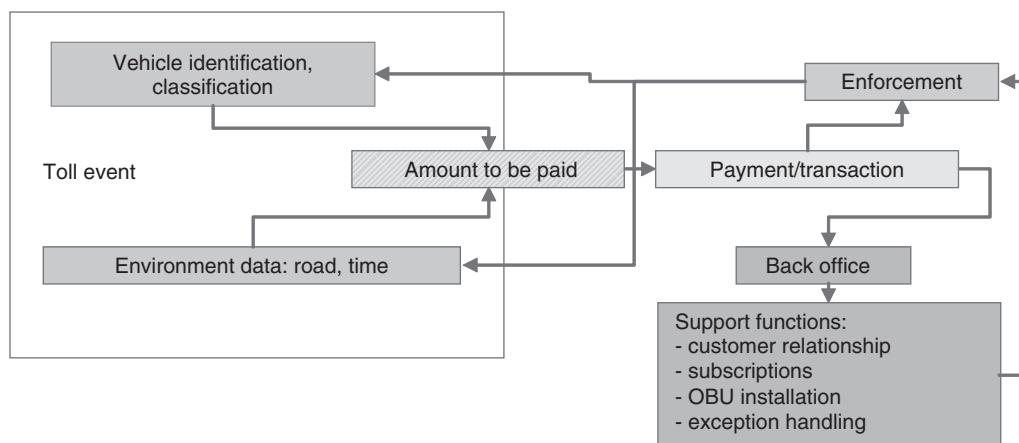 Vehicle identification,
classification
Enforcement
Toll event
Amount to be paid
Payment/transaction
Environment data: road, time
Back office
Support functions:
- customer relationship
- subscriptions
- OBU installation
- exception handling